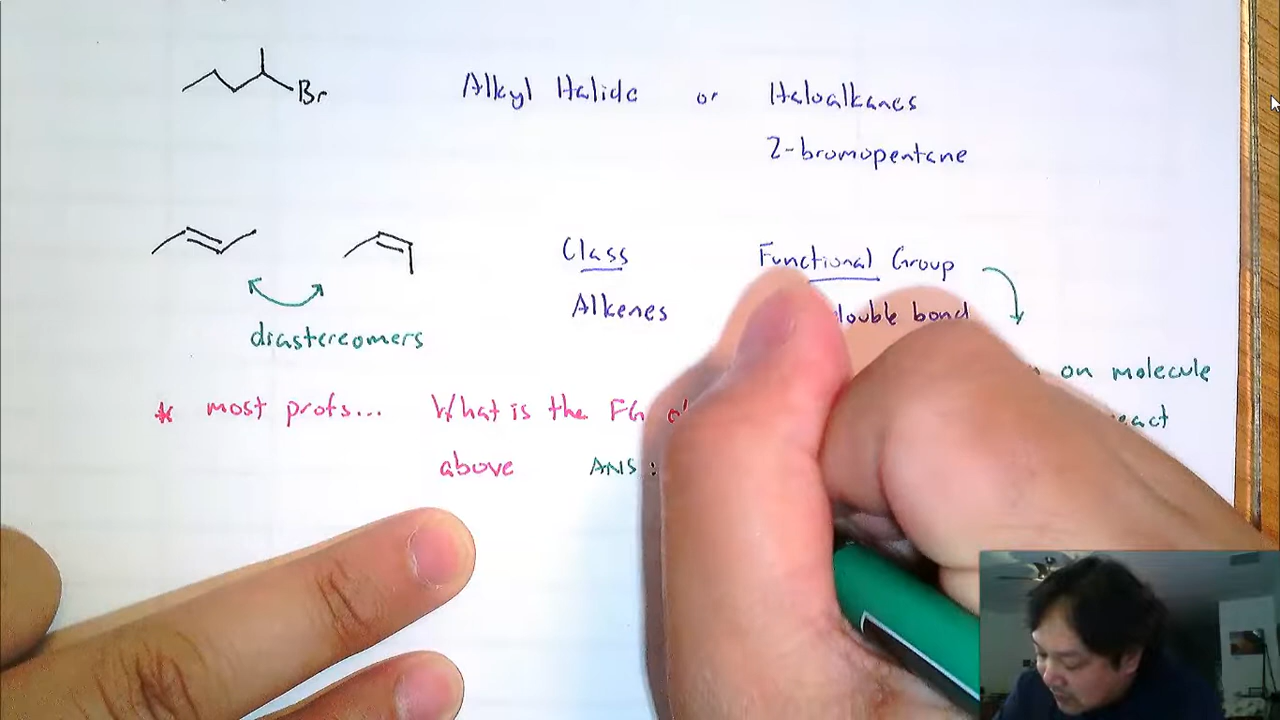 Br Alkyl Halide or Haloalkanes
2-bromopentane
Class Functional Group
Alkenes double bond
diastereomers
on molecule
* most profs... What is the FG
above ANS: